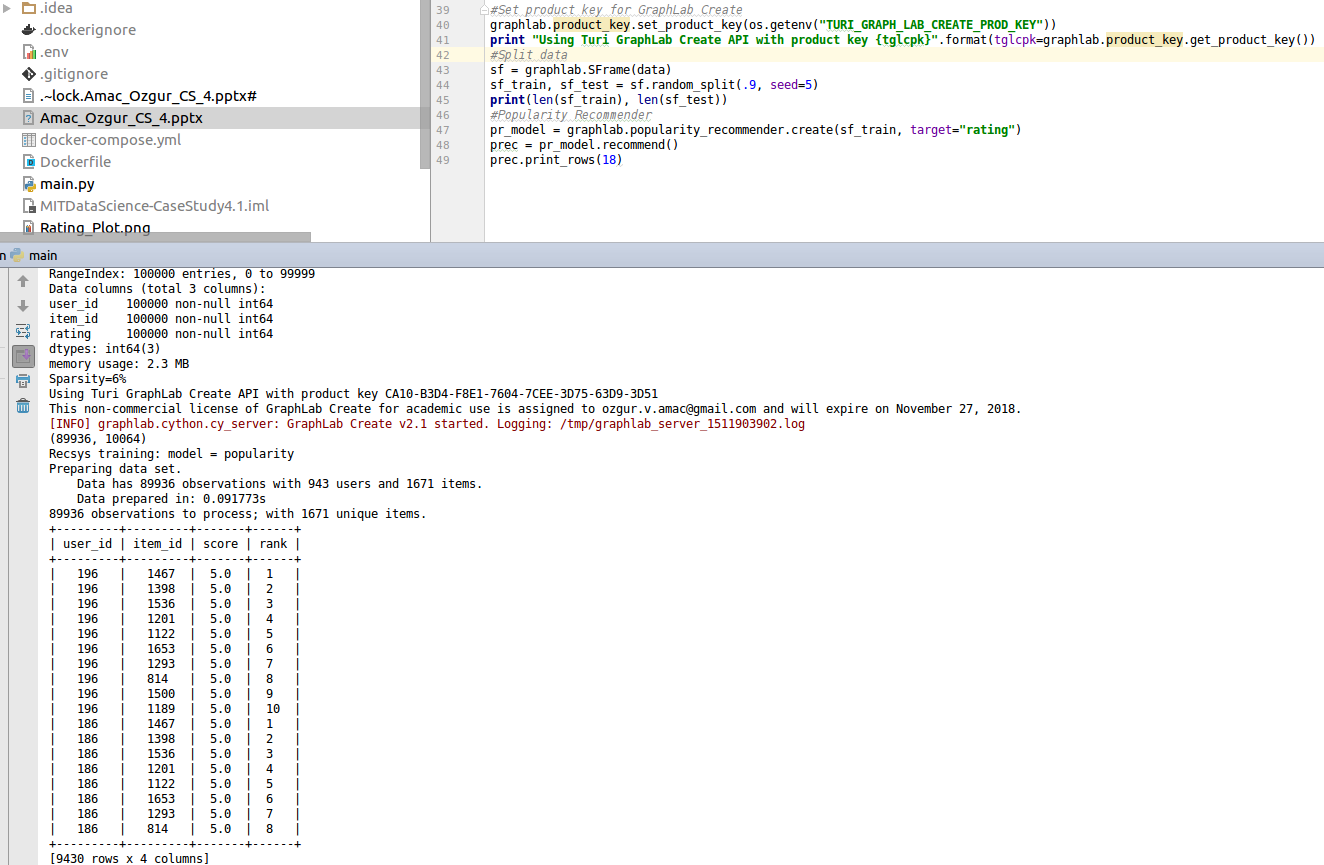 .idea
.dockerignore
.env
.gitignore
.~lock.Amac_Ozgur_CS_4.pptx#
Amac_Ozgur_CS_4.pptx
docker-compose.yml
Dockerfile
main.py
MITDataScience-CaseStudy4.1.iml
Rating_Plot.png
39 #Set product key for GraphLab Create
40 graphlab.product_key.set_product_key(os.getenv("TURI_GRAPH_LAB_CREATE_PROD_KEY"))
41 print "Using Turi GraphLab Create API with product key {tglcpk}".format(tglcpk=graphlab.product_key.get_product_key())
42 #Split data
43 sf = graphlab.SFrame(data)
44 sf_train, sf_test = sf.random_split(.9, seed=5)
45 print(len(sf_train), len(sf_test))
46 #Popularity Recommender
47 pr_model = graphlab.popularity_recommender.create(sf_train, target="rating")
48 prec = pr_model.recommend()
49 prec.print_rows(18)
n main
RangeIndex: 100000 entries, 0 to 99999
Data columns (total 3 columns):
user_id    100000 non-null int64
item_id    100000 non-null int64
rating     100000 non-null int64
dtypes: int64(3)
memory usage: 2.3 MB
Sparsity=6%
Using Turi GraphLab Create API with product key CA10-B3D4-F8E1-7604-7CEE-3D75-63D9-3D51
This non-commercial license of GraphLab Create for academic use is assigned to ozgur.v.amac@gmail.com and will expire on November 27, 2018.
[INFO] graphlab.cython.cy_server: GraphLab Create v2.1 started. Logging: /tmp/graphlab_server_1511903902.log
(89936, 10064)
Recsys training: model = popularity
Preparing data set.
    Data has 89936 observations with 943 users and 1671 items.
    Data prepared in: 0.091773s
89936 observations to process; with 1671 unique items.
+---------+---------+-------+------+
| user_id | item_id | score | rank |
+---------+---------+-------+------+
|   196   |   1467  |  5.0  |  1   |
|   196   |   1398  |  5.0  |  2   |
|   196   |   1536  |  5.0  |  3   |
|   196   |   1201  |  5.0  |  4   |
|   196   |   1122  |  5.0  |  5   |
|   196   |   1653  |  5.0  |  6   |
|   196   |   1293  |  5.0  |  7   |
|   196   |   814   |  5.0  |  8   |
|   196   |   1500  |  5.0  |  9   |
|   196   |   1189  |  5.0  |  10  |
|   186   |   1467  |  5.0  |  1   |
|   186   |   1398  |  5.0  |  2   |
|   186   |   1536  |  5.0  |  3   |
|   186   |   1201  |  5.0  |  4   |
|   186   |   1122  |  5.0  |  5   |
|   186   |   1653  |  5.0  |  6   |
|   186   |   1293  |  5.0  |  7   |
|   186   |   814   |  5.0  |  8   |
+---------+---------+-------+------+
[9430 rows x 4 columns]